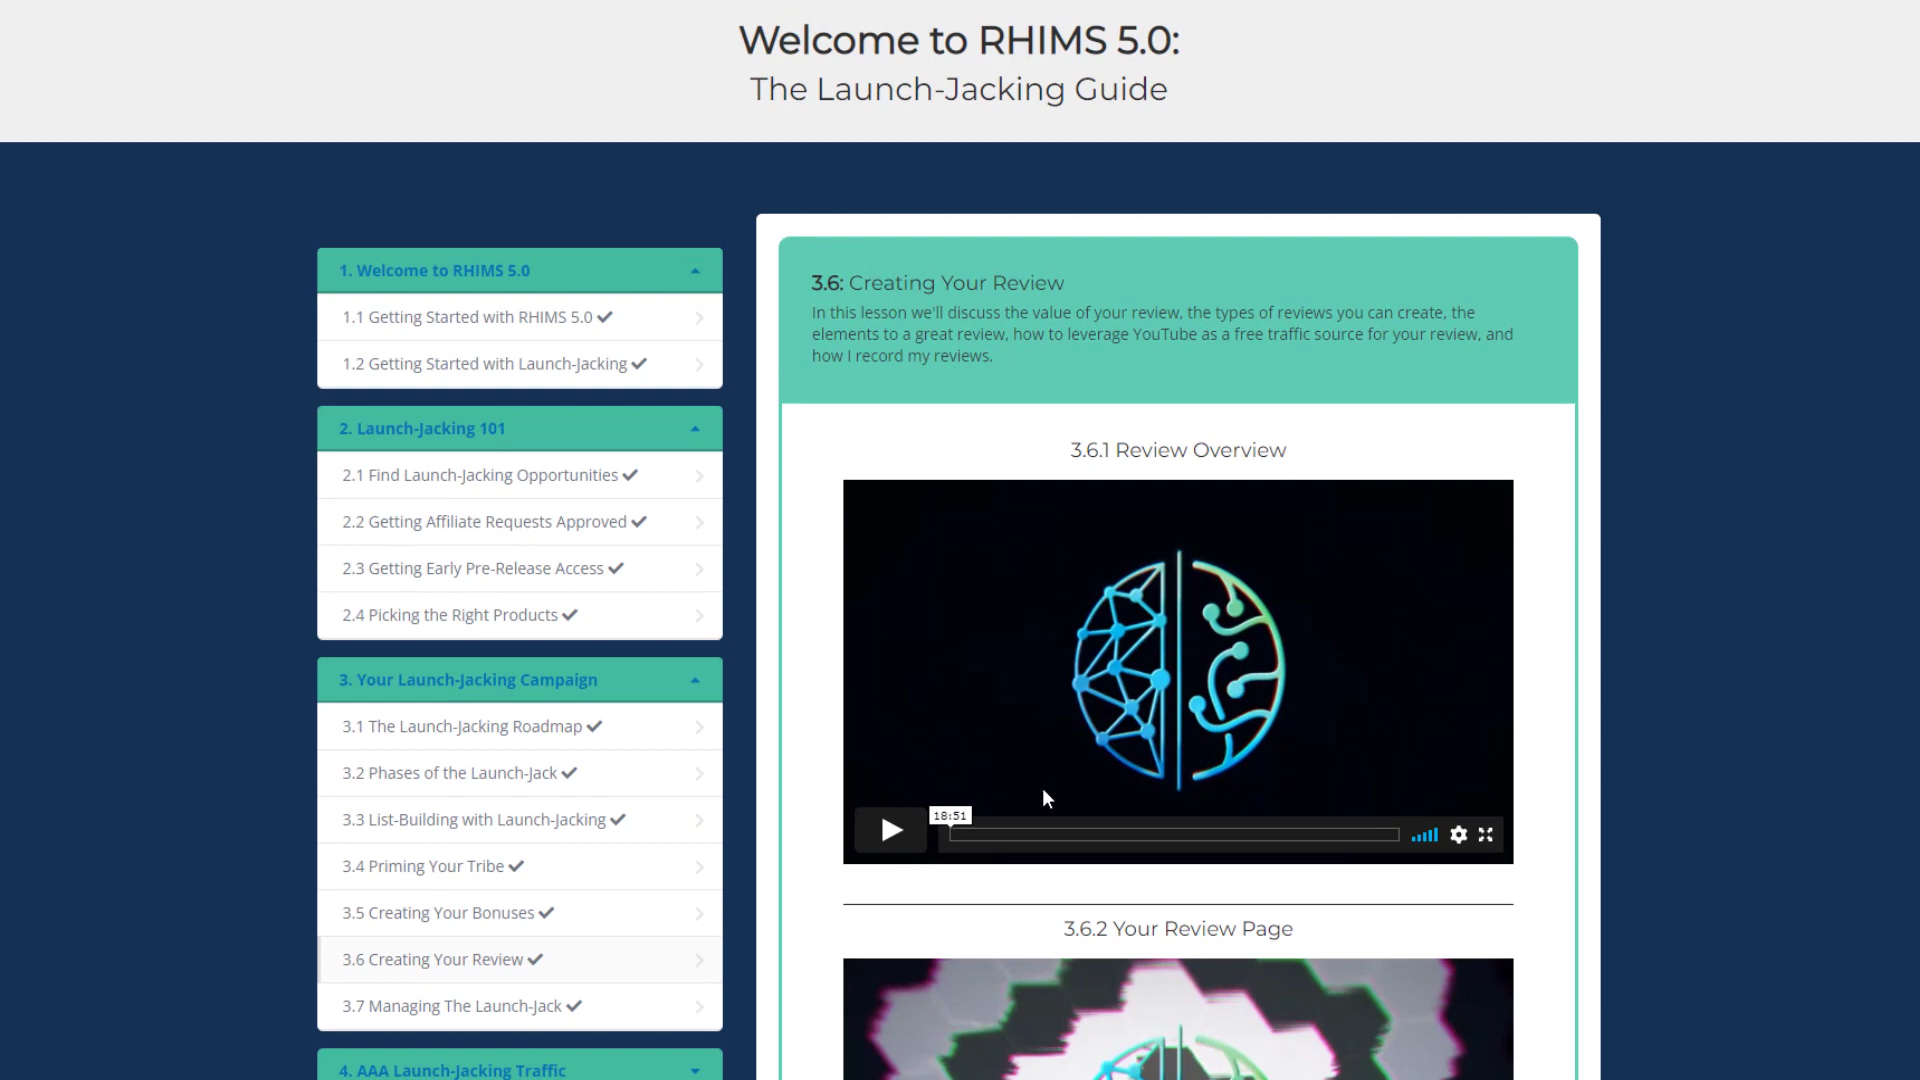 Welcome to RHIMS 5.0:
The Launch-Jacking Guide
1. Welcome to RHIMS 5.0
1.1 Getting Started with RHIMS 5.0
1.2 Getting Started with Launch-Jacking
2. Launch-Jacking 101
2.1 Find Launch-Jacking Opportunities
2.2 Getting Affiliate Requests Approved
2.3 Getting Early Pre-Release Access
2.4 Picking the Right Products
3. Your Launch-Jacking Campaign
3.1 The Launch-Jacking Roadmap
3.2 Phases of the Launch-Jack
3.3 List-Building with Launch-Jacking
3.4 Priming Your Tribe
3.5 Creating Your Bonuses
3.6 Creating Your Review
3.7 Managing The Launch-Jack
4. AAA Launch-Jacking Traffic
3.6: Creating Your Review
In this lesson we'll discuss the value of your review, the types of reviews you can create, the
elements to a great review, how to leverage YouTube as a free traffic source for your review, and
how I record my reviews.
3.6.1 Review Overview
18:51
3.6.2 Your Review Page